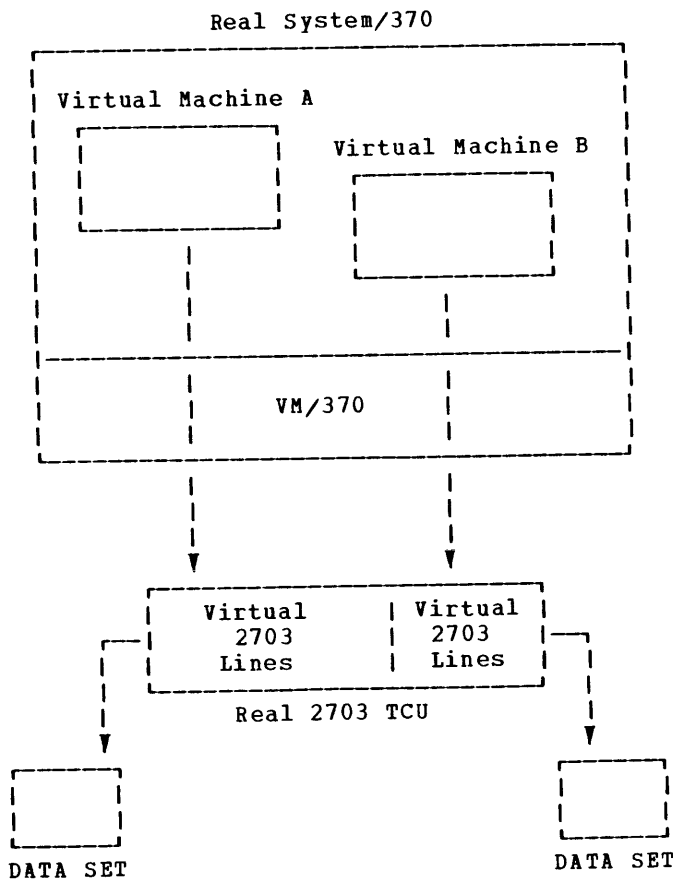 Real System/370
Virtual Machine A
Virtual Machine B
VM/370
Virtual
2703
Lines
Virtual
2703
Lines
Real 2703 TCU
DATA SET
DATA SET